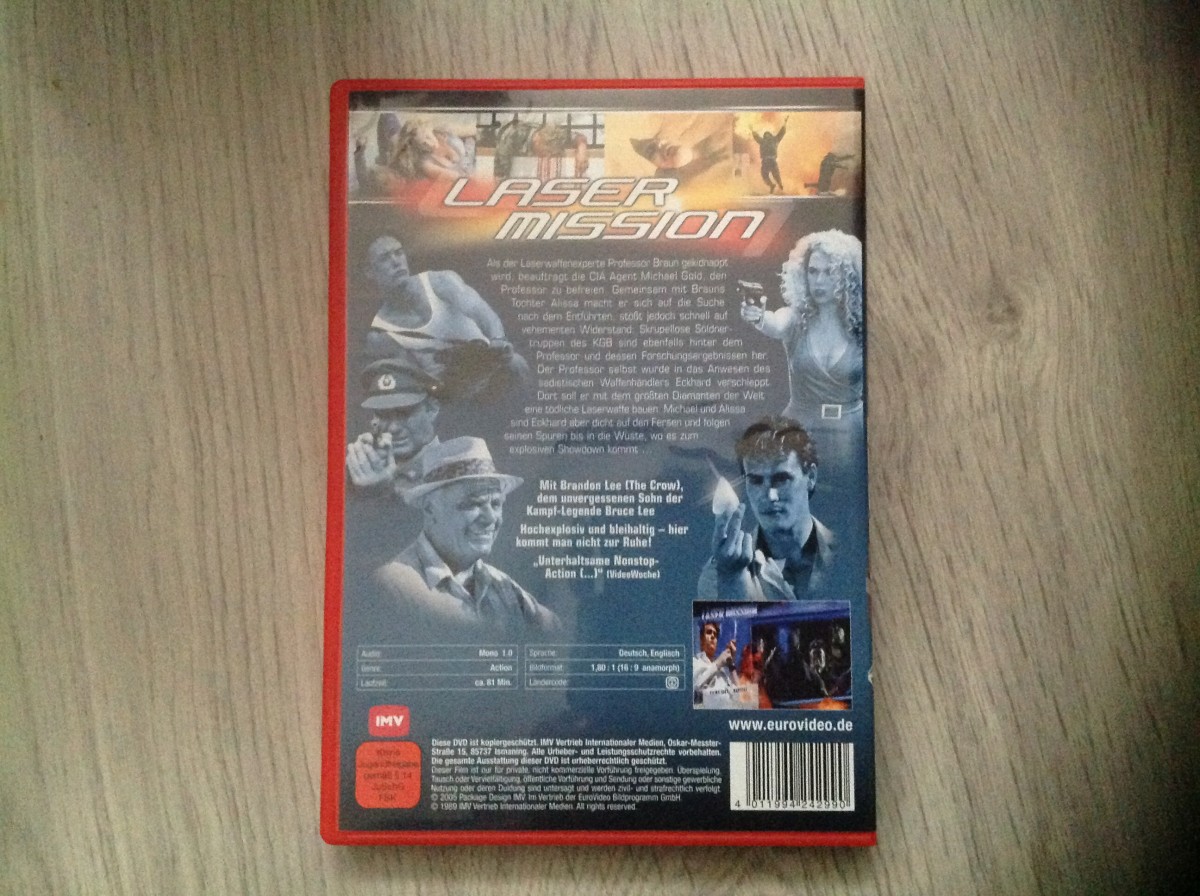 LASER
MISSION
Als der Laserwaffenexperte Professor Braun gekidnappt
wird, beauftragt die CIA Agent Michael Gold, den
Professor zu befreien. Gemeinsam mit Brauns
Tochter Alissa macht er sich auf die Suche
nach dem Entführten, stößt jedoch schnell auf
vehementen Widerstand: Skrupellose Söldner-
truppen des KGB sind ebenfalls hinter dem
Professor und dessen Forschungsergebnissen her.
Der Professor selbst wurde in das Anwesen des
sadistischen Waffenhändlers Eckhard verschleppt.
Dort soll er mit dem größten Diamanten der Welt
eine tödliche Laserwaffe bauen. Michael und Alissa
sind Eckhard aber dicht auf den Fersen und folgen
seinen Spuren bis in die Wüste, wo es zum
explosiven Showdown kommt ...
Mit Brandon Lee (The Crow),
dem unvergessenen Sohn der
Kampf-Legende Bruce Lee
Hochexplosiv und bleihaltig – hier
kommt man nicht zur Ruhe!
„Unterhaltsame Nonstop-
Action (...)" (VideoWoche)
Audio: Mono 1.0
Genre: Action
Laufzeit: ca. 81 Min.
Sprache: Deutsch, Englisch
Bildformat: 1,80:1 (16:9 anamorph)
Ländercode:
LASER MISSION
www.eurovideo.de
IMV
Keine
Jugendfreigabe
gemäß § 14
JuSchG
FSK
Diese DVD ist kopiergeschützt. IMV Vertrieb Internationaler Medien, Oskar-Messter-
Straße 15, 85737 Ismaning. Alle Urheber- und Leistungsschutzrechte vorbehalten.
Die gesamte Ausstattung dieser DVD ist urheberrechtlich geschützt.
Dieser Film ist nur für private, nicht kommerzielle Vorführung freigegeben. Überspielung,
Tausch oder Vervielfältigung, öffentliche Vorführung und Sendung oder sonstige gewerbliche
Nutzung oder deren Duldung sind untersagt und werden zivil- und strafrechtlich verfolgt.
© 2005 Package Design IMV. Im Vertrieb der EuroVideo Bildprogramm GmbH.
© 1989 IMV Vertrieb Internationaler Medien. All rights reserved.
4 011994 242990